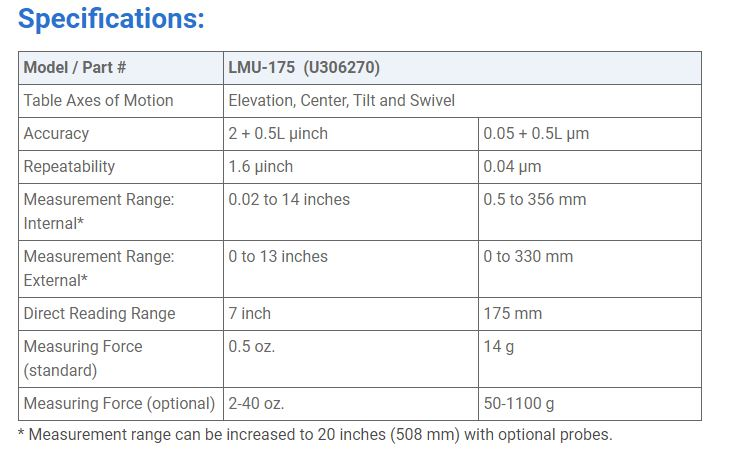 Specifications:
Model / Part # LMU-175 (U306270)
Table Axes of Motion Elevation, Center, Tilt and Swivel
Accuracy 2 + 0.5L µinch 0.05 + 0.5L µm
Repeatability 1.6 µinch 0.04 µm
Measurement Range: 0.02 to 14 inches 0.5 to 356 mm
Internal*
Measurement Range: 0 to 13 inches 0 to 330 mm
External*
Direct Reading Range 7 inch 175 mm
Measuring Force 0.5 oz. 14 g
(standard)
Measuring Force (optional) 2-40 oz. 50-1100 g
* Measurement range can be increased to 20 inches (508 mm) with optional probes.